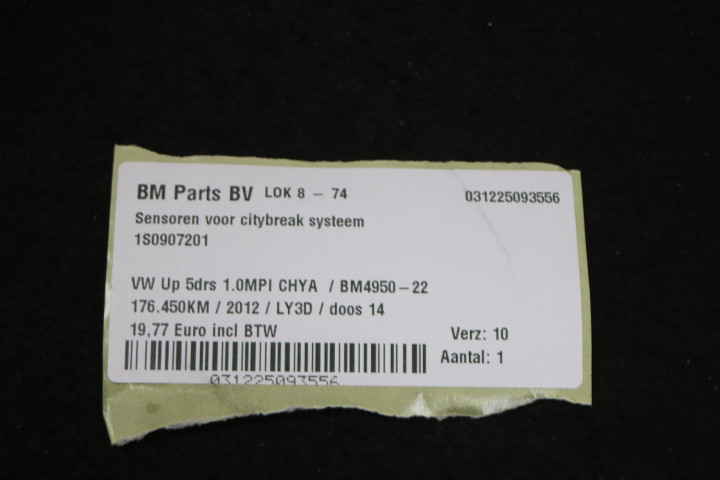 BM Parts BV LOK 8 - 74 031225093556
Sensoren voor citybreak systeem
1S0907201
VW Up 5drs 1.0MPI CHYA / BM4950-22
176.450KM / 2012 / LY3D / doos 14
19,77 Euro incl BTW Verz: 10
Aantal: 1
031225093556